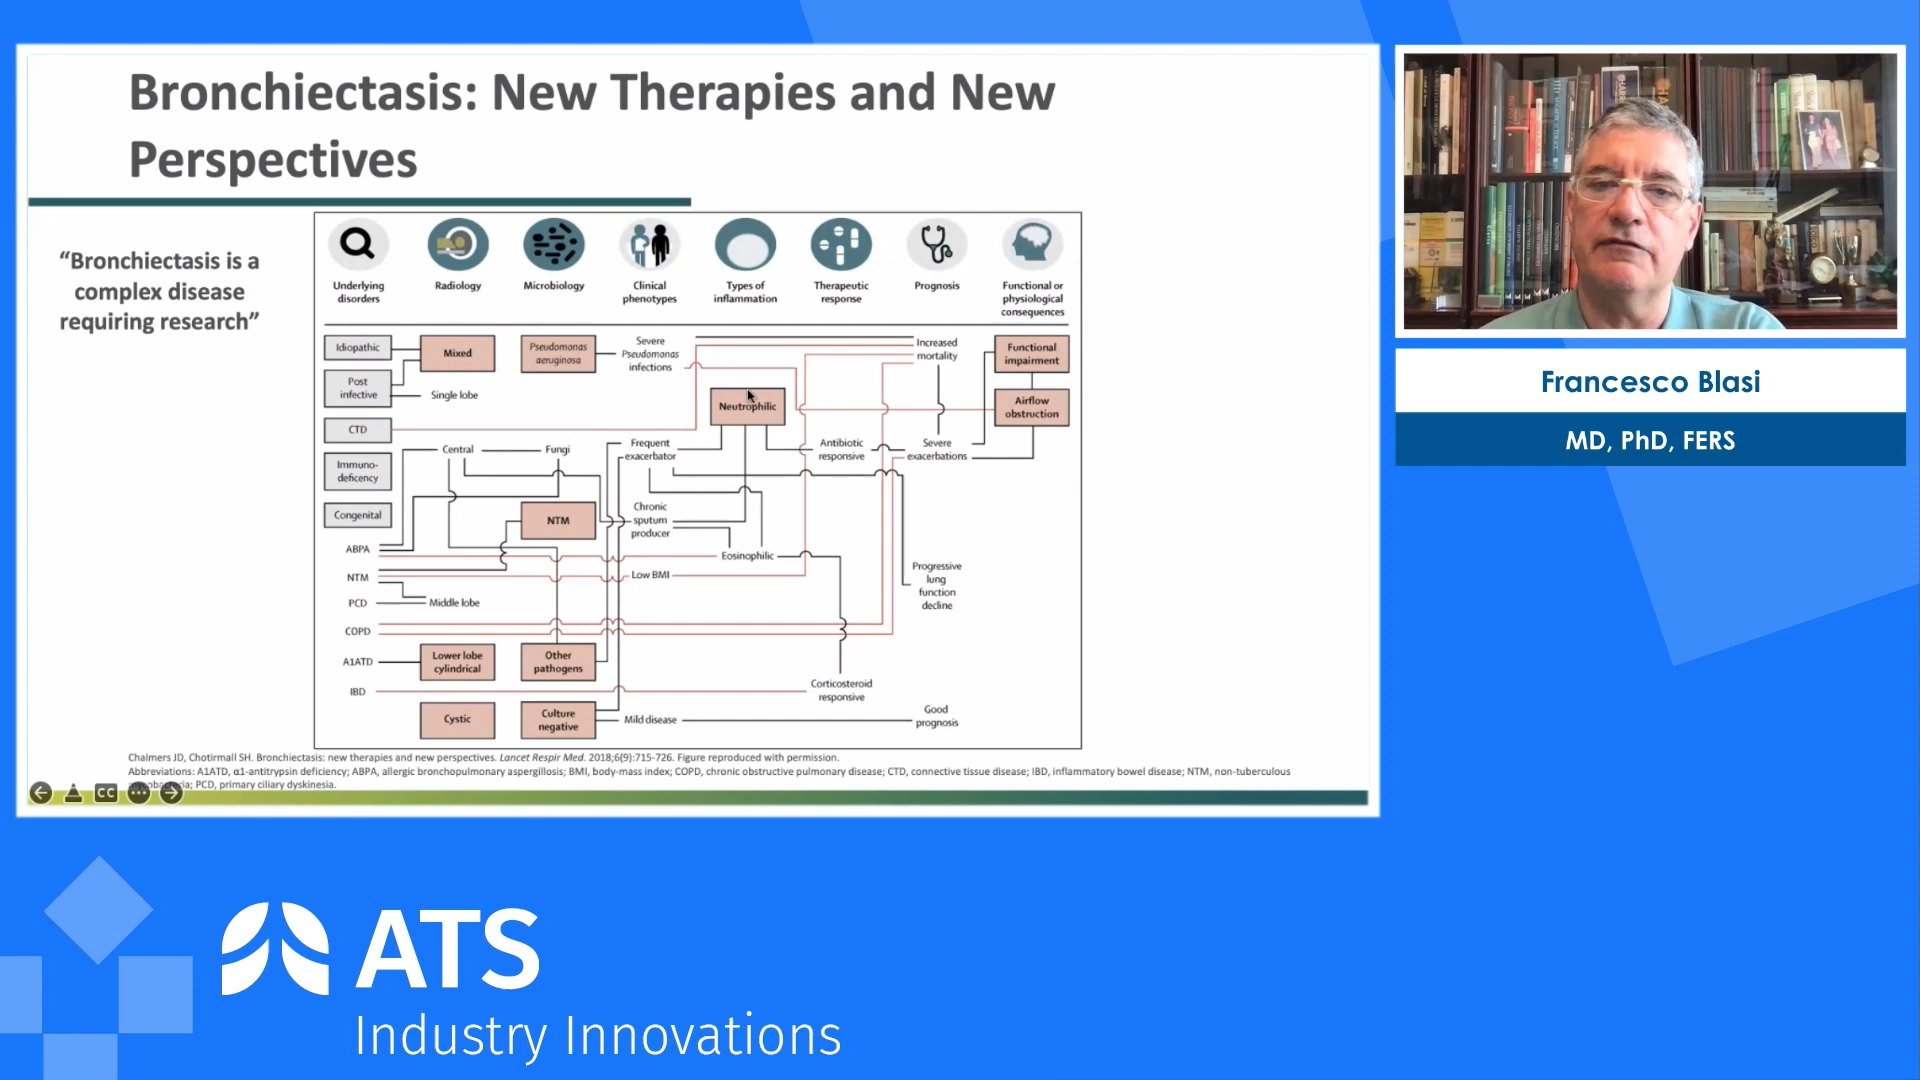 Bronchiectasis: New Therapies and New
Perspectives
“Bronchiectasis is a
complex disease
requiring research”
Underlying
disorders
Radiology
Microbiology
Clinical
phenotypes
Types of
inflammation
Therapeutic
response
Prognosis
Functional or
physiological
consequences
Idiopathic
Mixed
Pseudomonas
aeruginosa
Severe
Pseudomonas
infections
Increased
mortality
Functional
impairment
Post
infective
Single lobe
Neutrophilic
Airflow
obstruction
CTD
Central
Fungi
Frequent
exacerbator
Antibiotic
responsive
Severe
exacerbations
Immuno-
deficency
Congenital
NTM
Chronic
sputum
producer
ABPA
Eosinophilic
NTM
Low BMI
Progressive
lung
function
decline
PCD
Middle lobe
COPD
A1ATD
Lower lobe
cylindrical
Other
pathogens
IBD
Corticosteroid
responsive
Cystic
Culture
negative
Mild disease
Good
prognosis
Chalmers JD, Chotirmall SH. Bronchiectasis: new therapies and new perspectives. Lancet Respir Med. 2018;6(9):715-726. Figure reproduced with permission.
Abbreviations: A1ATD, α1-antitrypsin deficiency; ABPA, allergic bronchopulmonary aspergillosis; BMI, body-mass index; COPD, chronic obstructive pulmonary disease; CTD, connective tissue disease; IBD, inflammatory bowel disease; NTM, non-tuberculous
PCD, primary ciliary dyskinesia.
CC
Francesco Blasi
MD, PhD, FERS
ATS
Industry Innovations